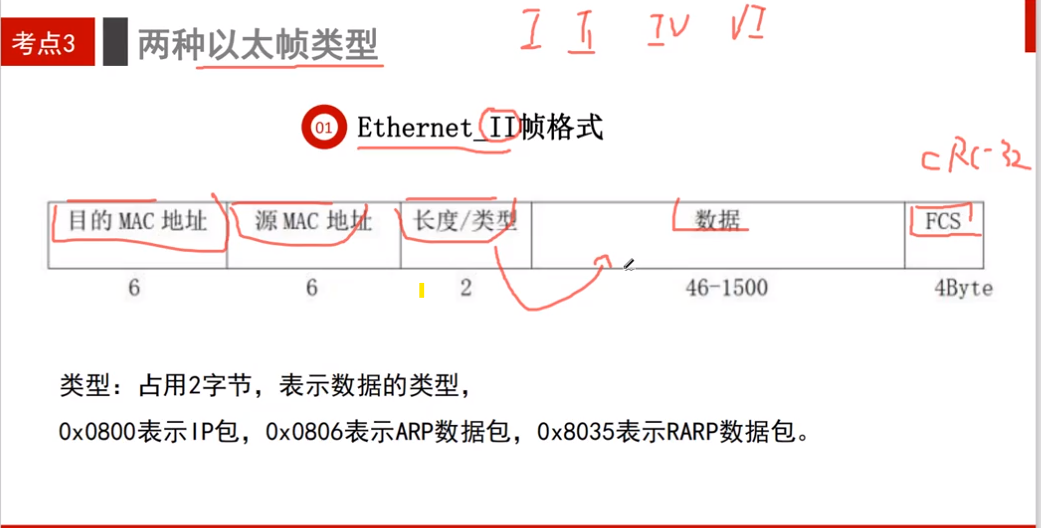 考点3 两种以太帧类型 I II IV VI
01 Ethernet_II帧格式
CRC-32
目的MAC地址 源MAC地址 长度/类型 数据 FCS
6 6 2 46-1500 4Byte
类型：占用2字节，表示数据的类型，
0x0800表示IP包，0x0806表示ARP数据包，0x8035表示RARP数据包。